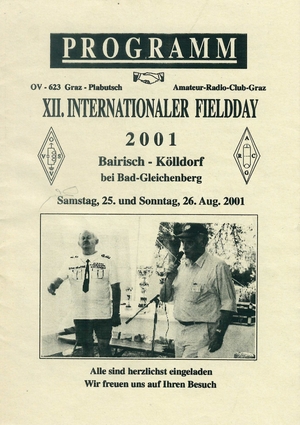 PROGRAMM
OV - 623 Graz - Plabutsch Amateur-Radio-Club-Graz
XII. INTERNATIONALER FIELDDAY
2001
Bairisch - Kölldorf
bei Bad-Gleichenberg
Samstag, 25. und Sonntag, 26. Aug. 2001
Alle sind herzlichst eingeladen
Wir freuen uns auf Ihren Besuch